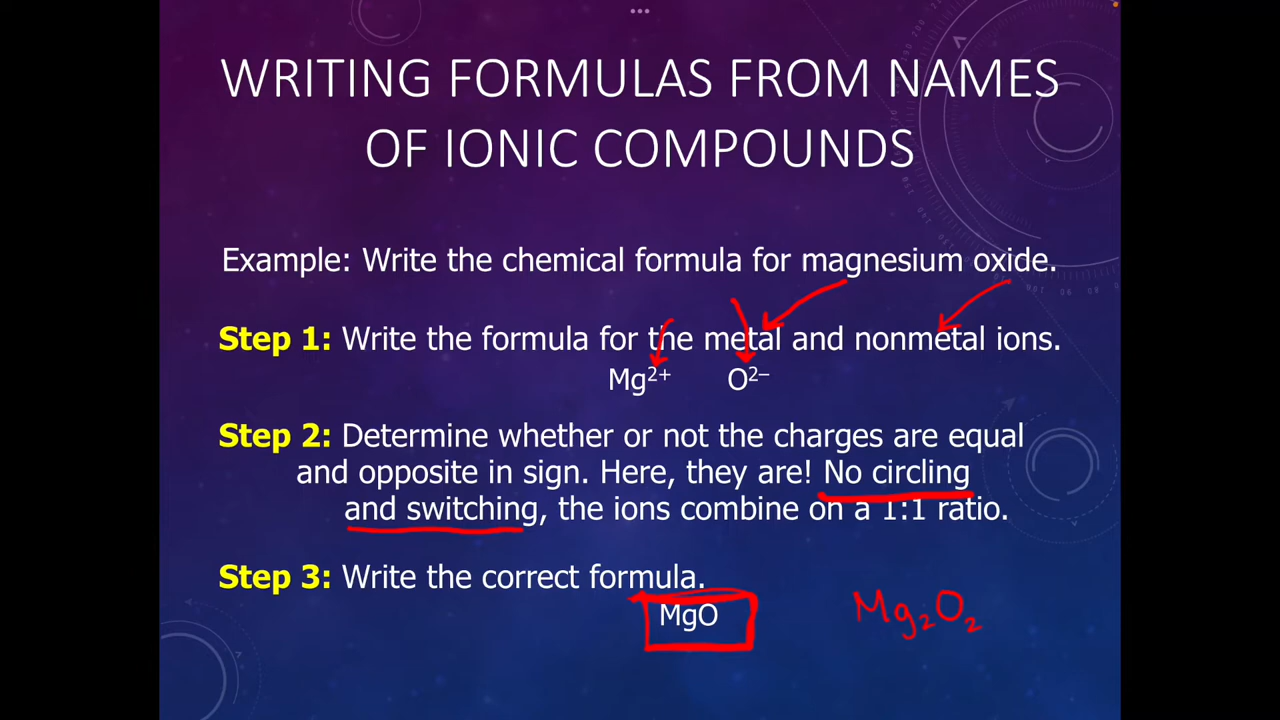 WRITING FORMULAS FROM NAMES
OF IONIC COMPOUNDS
Example: Write the chemical formula for magnesium oxide.
Step 1: Write the formula for the metal and nonmetal ions.
Mg²⁺ O²⁻
Step 2: Determine whether or not the charges are equal
and opposite in sign. Here, they are! No circling
and switching, the ions combine on a 1:1 ratio.
Step 3: Write the correct formula.
MgO Mg₂O₂